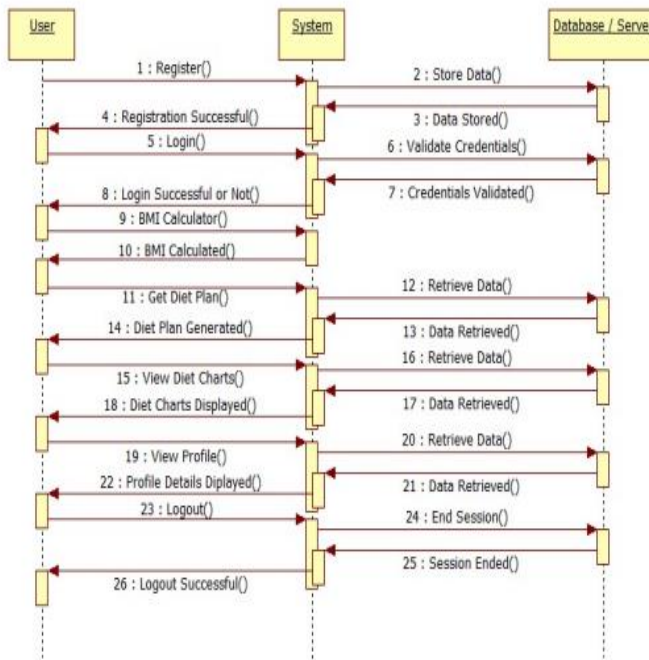 User
System
Database / Server
1 : Register()
2 : Store Data()
3 : Data Stored()
4 : Registration Successful()
5 : Login()
6 : Validate Credentials()
7 : Credentials Validated()
8 : Login Successful or Not()
9 : BMI Calculator()
10 : BMI Calculated()
11 : Get Diet Plan()
12 : Retrieve Data()
13 : Data Retrieved()
14 : Diet Plan Generated()
15 : View Diet Charts()
16 : Retrieve Data()
17 : Data Retrieved()
18 : Diet Charts Displayed()
19 : View Profile()
20 : Retrieve Data()
21 : Data Retrieved()
22 : Profile Details Diplayed()
23 : Logout()
24 : End Session()
25 : Session Ended()
26 : Logout Successful()